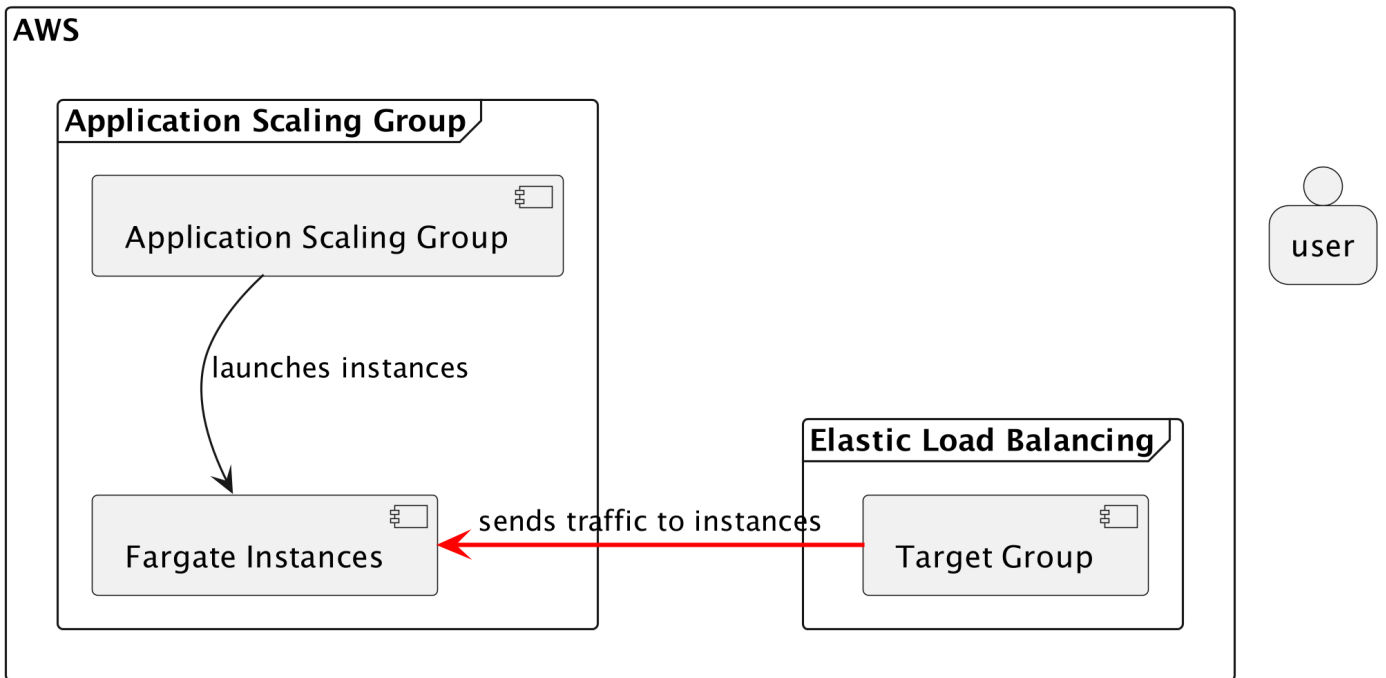 AWS
Application Scaling Group
Application Scaling Group
user
launches instances
Elastic Load Balancing
sends traffic to instances
Fargate Instances
Target Group